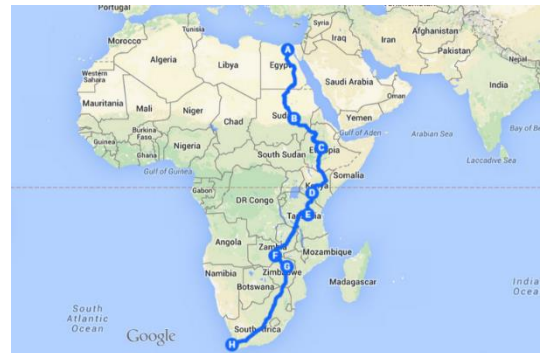 Portugal
Tunisia
Syria
Afghanistan
Morocco
Iraq
Iran
Pakistan
Nepal
A
Algeria
Libya
Egypt
Western
Sahara
Saudi Arabia
Oman
India
Mauritania
Mali
Niger
Chad
Sudan
B
Yemen
Gulf of Aden
Arabian Sea
Bay of Be
Burkina
Faso
Guinea
Ghana
Nigeria
South Sudan
Ethiopia
C
Somalia
Laccadive Sea
Gulf of Guinea
Gabon
DR Congo
Kenya
D
Tanzania
E
Angola
Zambia
F
Mozambique
G
Zimbabwe
Namibia
Botswana
Madagascar
India
Ocea
South
Atlantic
Ocean
Google
South Africa
H